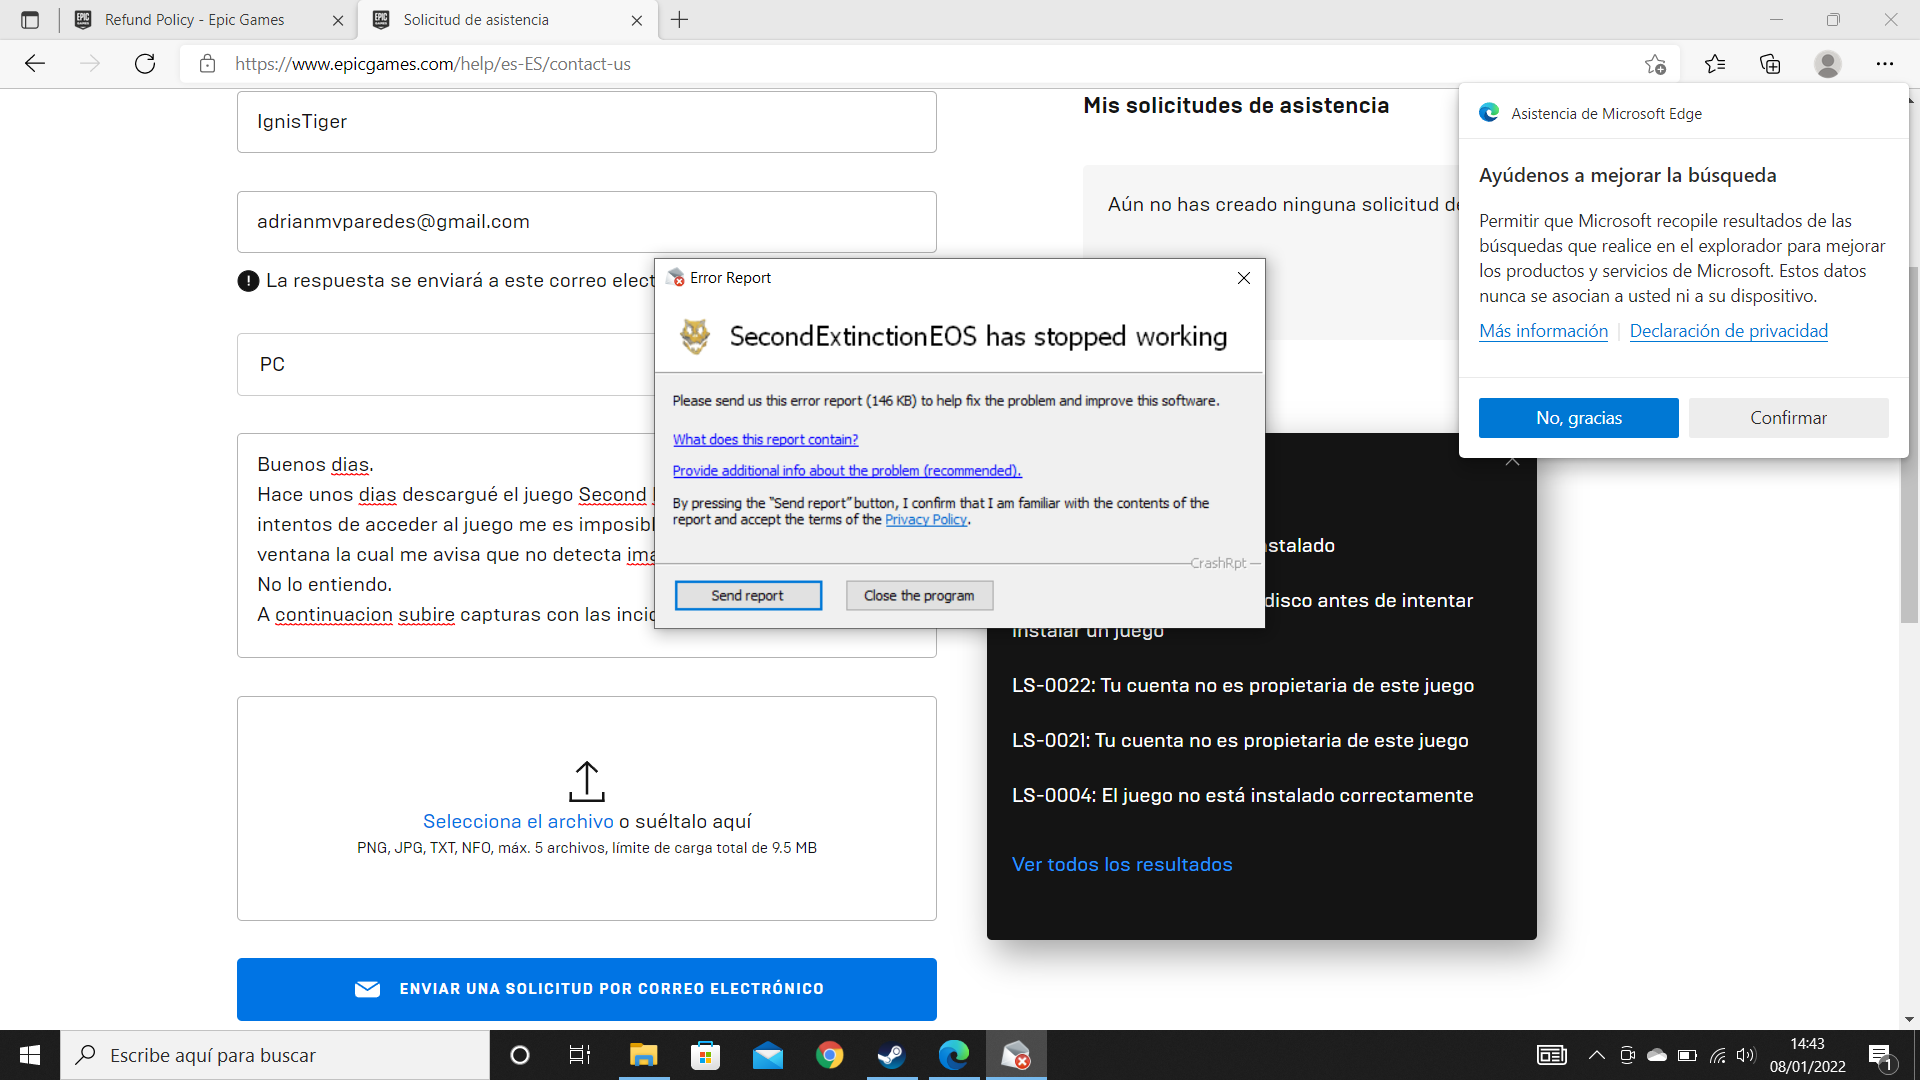 Refund Policy - Epic Games
Solicitud de asistencia
https://www.epicgames.com/help/es-ES/contact-us
IgnisTiger
adrianmvparedes@gmail.com
La respuesta se enviará a este correo elect
PC
Buenos dias.
Hace unos dias descargué el juego Second
intentos de acceder al juego me es imposibl
ventana la cual me avisa que no detecta ima
No lo entiendo.
A continuacion subire capturas con las incid
Selecciona el archivo o suéltalo aquí
PNG, JPG, TXT, NFO, máx. 5 archivos, límite de carga total de 9.5 MB
ENVIAR UNA SOLICITUD POR CORREO ELECTRÓNICO
Mis solicitudes de asistencia
Aún no has creado ninguna solicitud de
Error Report
SecondExtinctionEOS has stopped working
Please send us this error report (146 KB) to help fix the problem and improve this software.
What does this report contain?
Provide additional info about the problem (recommended).
By pressing the "Send report" button, I confirm that I am familiar with the contents of the
report and accept the terms of the Privacy Policy.
CrashRpt
Send report
Close the program
Asistencia de Microsoft Edge
Ayúdenos a mejorar la búsqueda
Permitir que Microsoft recopile resultados de las
búsquedas que realice en el explorador para mejorar
los productos y servicios de Microsoft. Estos datos
nunca se asocian a usted ni a su dispositivo.
Más información
Declaración de privacidad
No, gracias
Confirmar
stalado
disco antes de intentar
instalar un juego
LS-0022: Tu cuenta no es propietaria de este juego
LS-0021: Tu cuenta no es propietaria de este juego
LS-0004: El juego no está instalado correctamente
Ver todos los resultados
Escribe aquí para buscar
14:43
08/01/2022
1